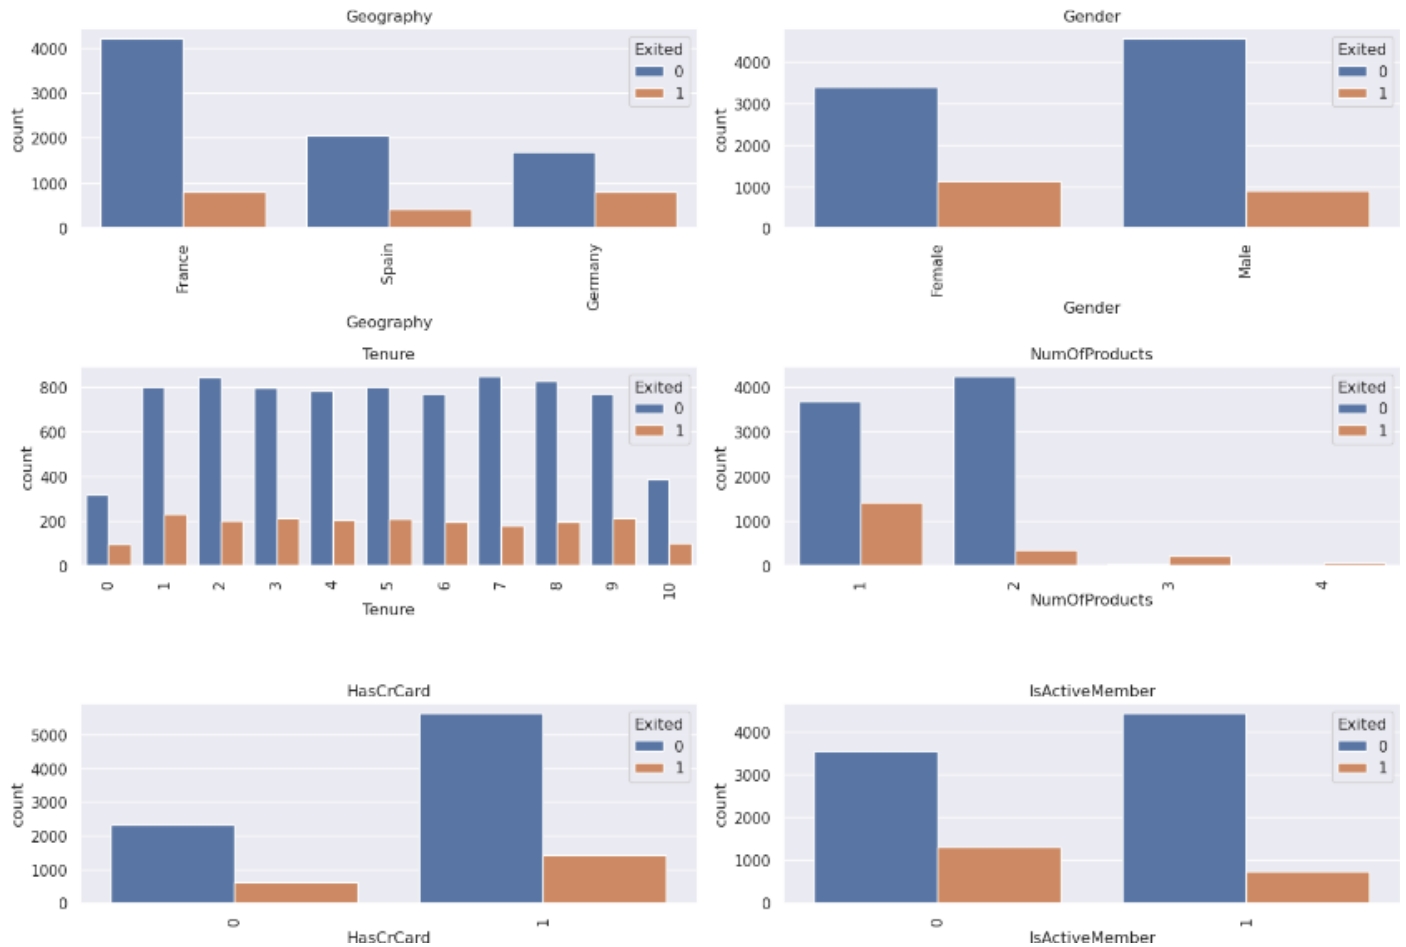 Geography
count
4000
3000
2000
1000
0
Exited
0
1
France
Spain
Germany
Geography
Gender
count
4000
3000
2000
1000
0
Exited
0
1
Female
Male
Gender
Tenure
count
800
600
400
200
0
Exited
0
1
0
1
2
3
4
5
6
7
8
9
10
Tenure
NumOfProducts
count
4000
3000
2000
1000
0
Exited
0
1
1
2
3
4
NumOfProducts
HasCrCard
count
5000
4000
3000
2000
1000
0
Exited
0
1
0
1
HasCrCard
IsActiveMember
count
4000
3000
2000
1000
0
Exited
0
1
0
1
IsActiveMember